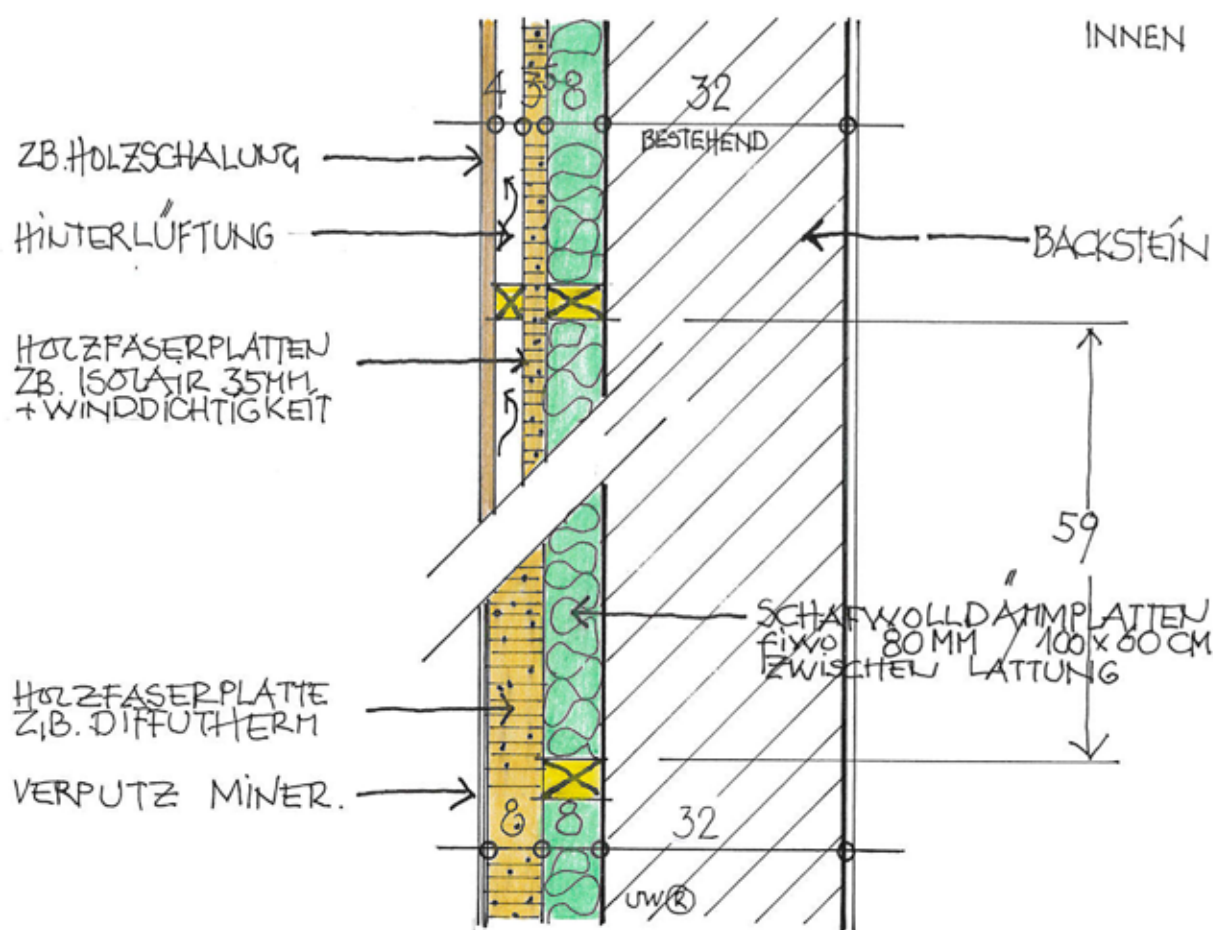 INNEN
4 3⁵ 8 32
BESTEHEND
ZB. HOLZSCHALUNG
HINTERLÜFTUNG
BACKSTEIN
HOLZFASERPLATTEN
ZB. ISOLAIR 35MM
+ WINDDICHTIGKEIT
59
SCHAFWOLLDÄMMPLATTEN
fiwo 80 MM / 100 x 60 CM
ZWISCHEN LATTUNG
HOLZFASERPLATTE
Z.B. DIFFUTHERM
VERPUTZ MINER.
8 8 32